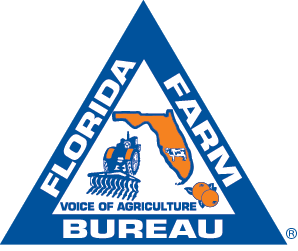 FLORIDA
FARM
VOICE OF AGRICULTURE
BUREAU
®